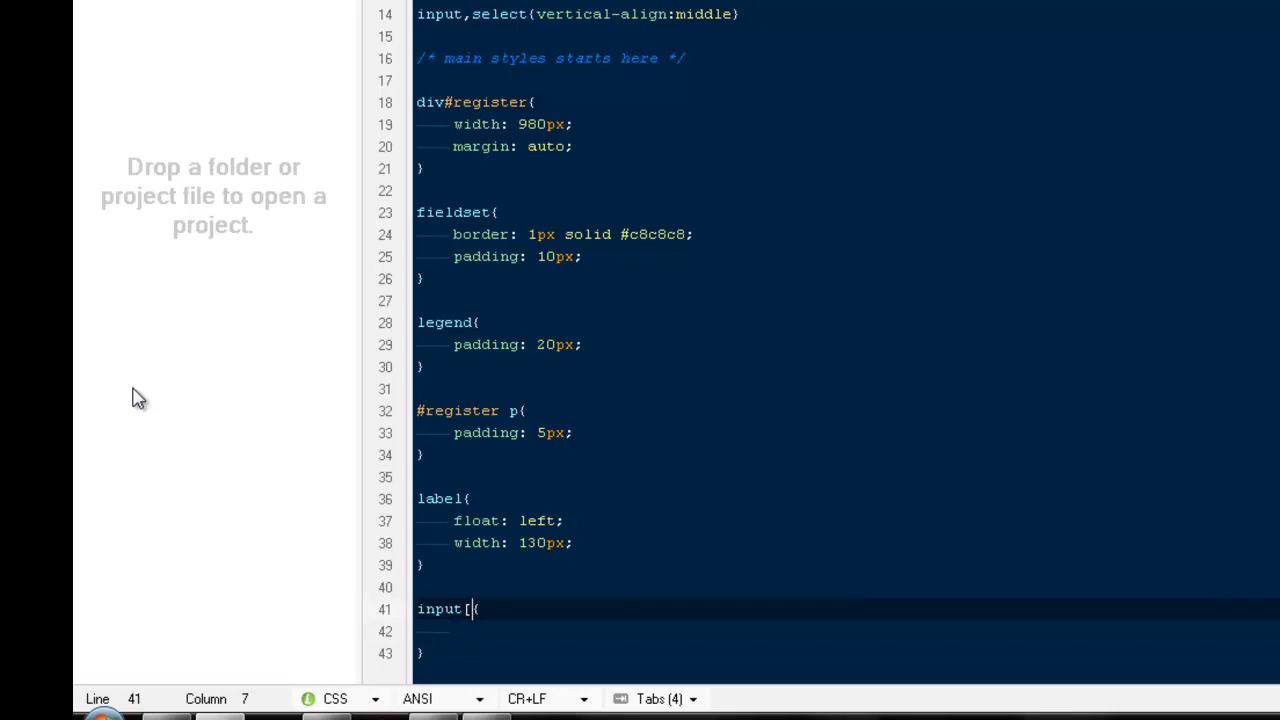 Drop a folder or
project file to open a
project.
14 input,select{vertical-align:middle}
15
16 /* main styles starts here */
17
18 div#register{
19 width: 980px;
20 margin: auto;
21 }
22
23 fieldset{
24 border: 1px solid #c8c8c8;
25 padding: 10px;
26 }
27
28 legend{
29 padding: 20px;
30 }
31
32 #register p{
33 padding: 5px;
34 }
35
36 label{
37 float: left;
38 width: 130px;
39 }
40
41 input[{
42
43 }
Line 41 Column 7 CSS ANSI CR+LF Tabs (4)